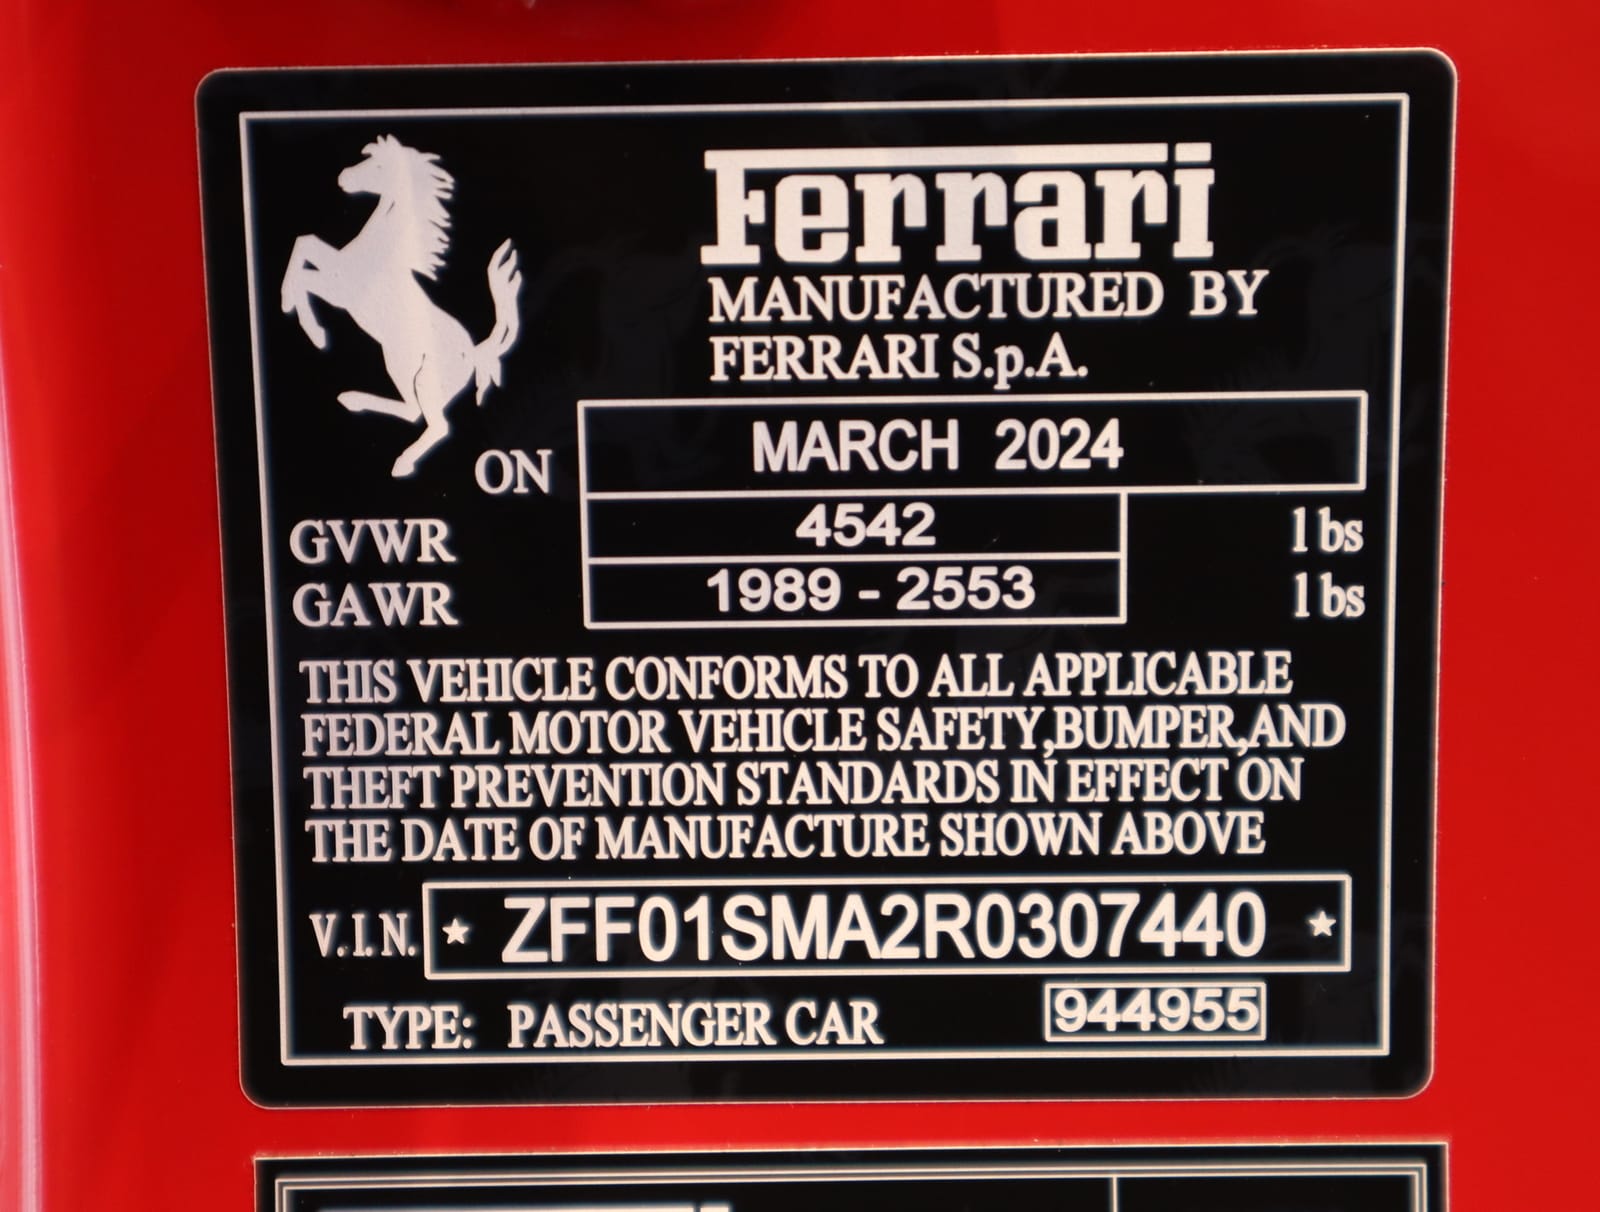 Ferrari
MANUFACTURED BY
FERRARI S.p.A.
ON MARCH 2024
GVWR 4542 lbs
GAWR 1989 - 2553 lbs
THIS VEHICLE CONFORMS TO ALL APPLICABLE
FEDERAL MOTOR VEHICLE SAFETY,BUMPER,AND
THEFT PREVENTION STANDARDS IN EFFECT ON
THE DATE OF MANUFACTURE SHOWN ABOVE
V.I.N. ★ ZFF01SMA2R0307440 ★
TYPE: PASSENGER CAR 944955